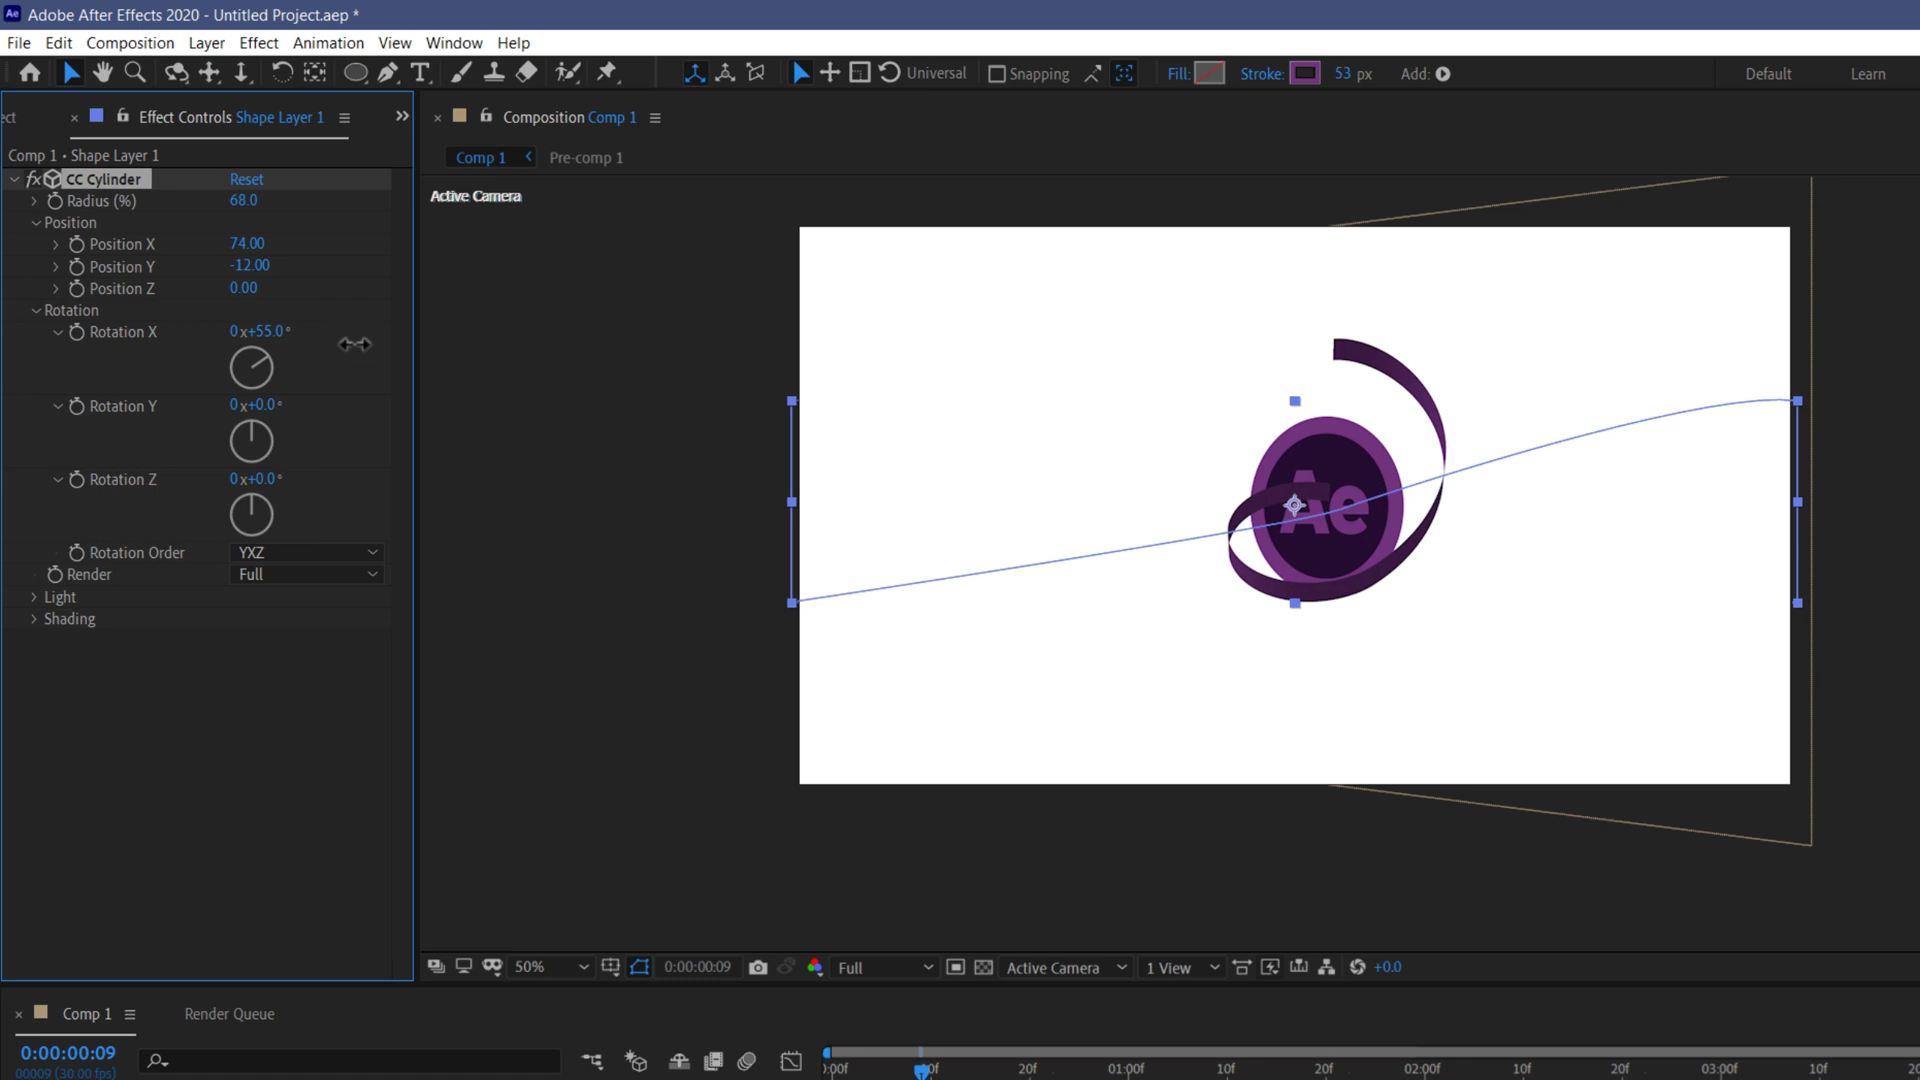 Ae Adobe After Effects 2020 - Untitled Project.aep *
File Edit Composition Layer Effect Animation View Window Help
Universal Snapping Fill: Stroke: 53 px Add: Default Learn
ect × Effect Controls Shape Layer 1
× Composition Comp 1
Comp 1 Pre-comp 1
Comp 1 • Shape Layer 1
fx CC Cylinder Reset
Radius (%) 68.0
Position
Position X 74.00
Position Y -12.00
Position Z 0.00
Rotation
Rotation X 0x+55.0°
Rotation Y 0x+0.0°
Rotation Z 0x+0.0°
Rotation Order YXZ
Render Full
Light
Shading
Active Camera
Ae
50% 0:00:00:09 Full Active Camera 1 View +0.0
× Comp 1 Render Queue
0:00:00:09
00009 (30.00 fps)
):00f 10f 20f 01:00f 10f 20f 02:00f 10f 20f 03:00f 10f 20